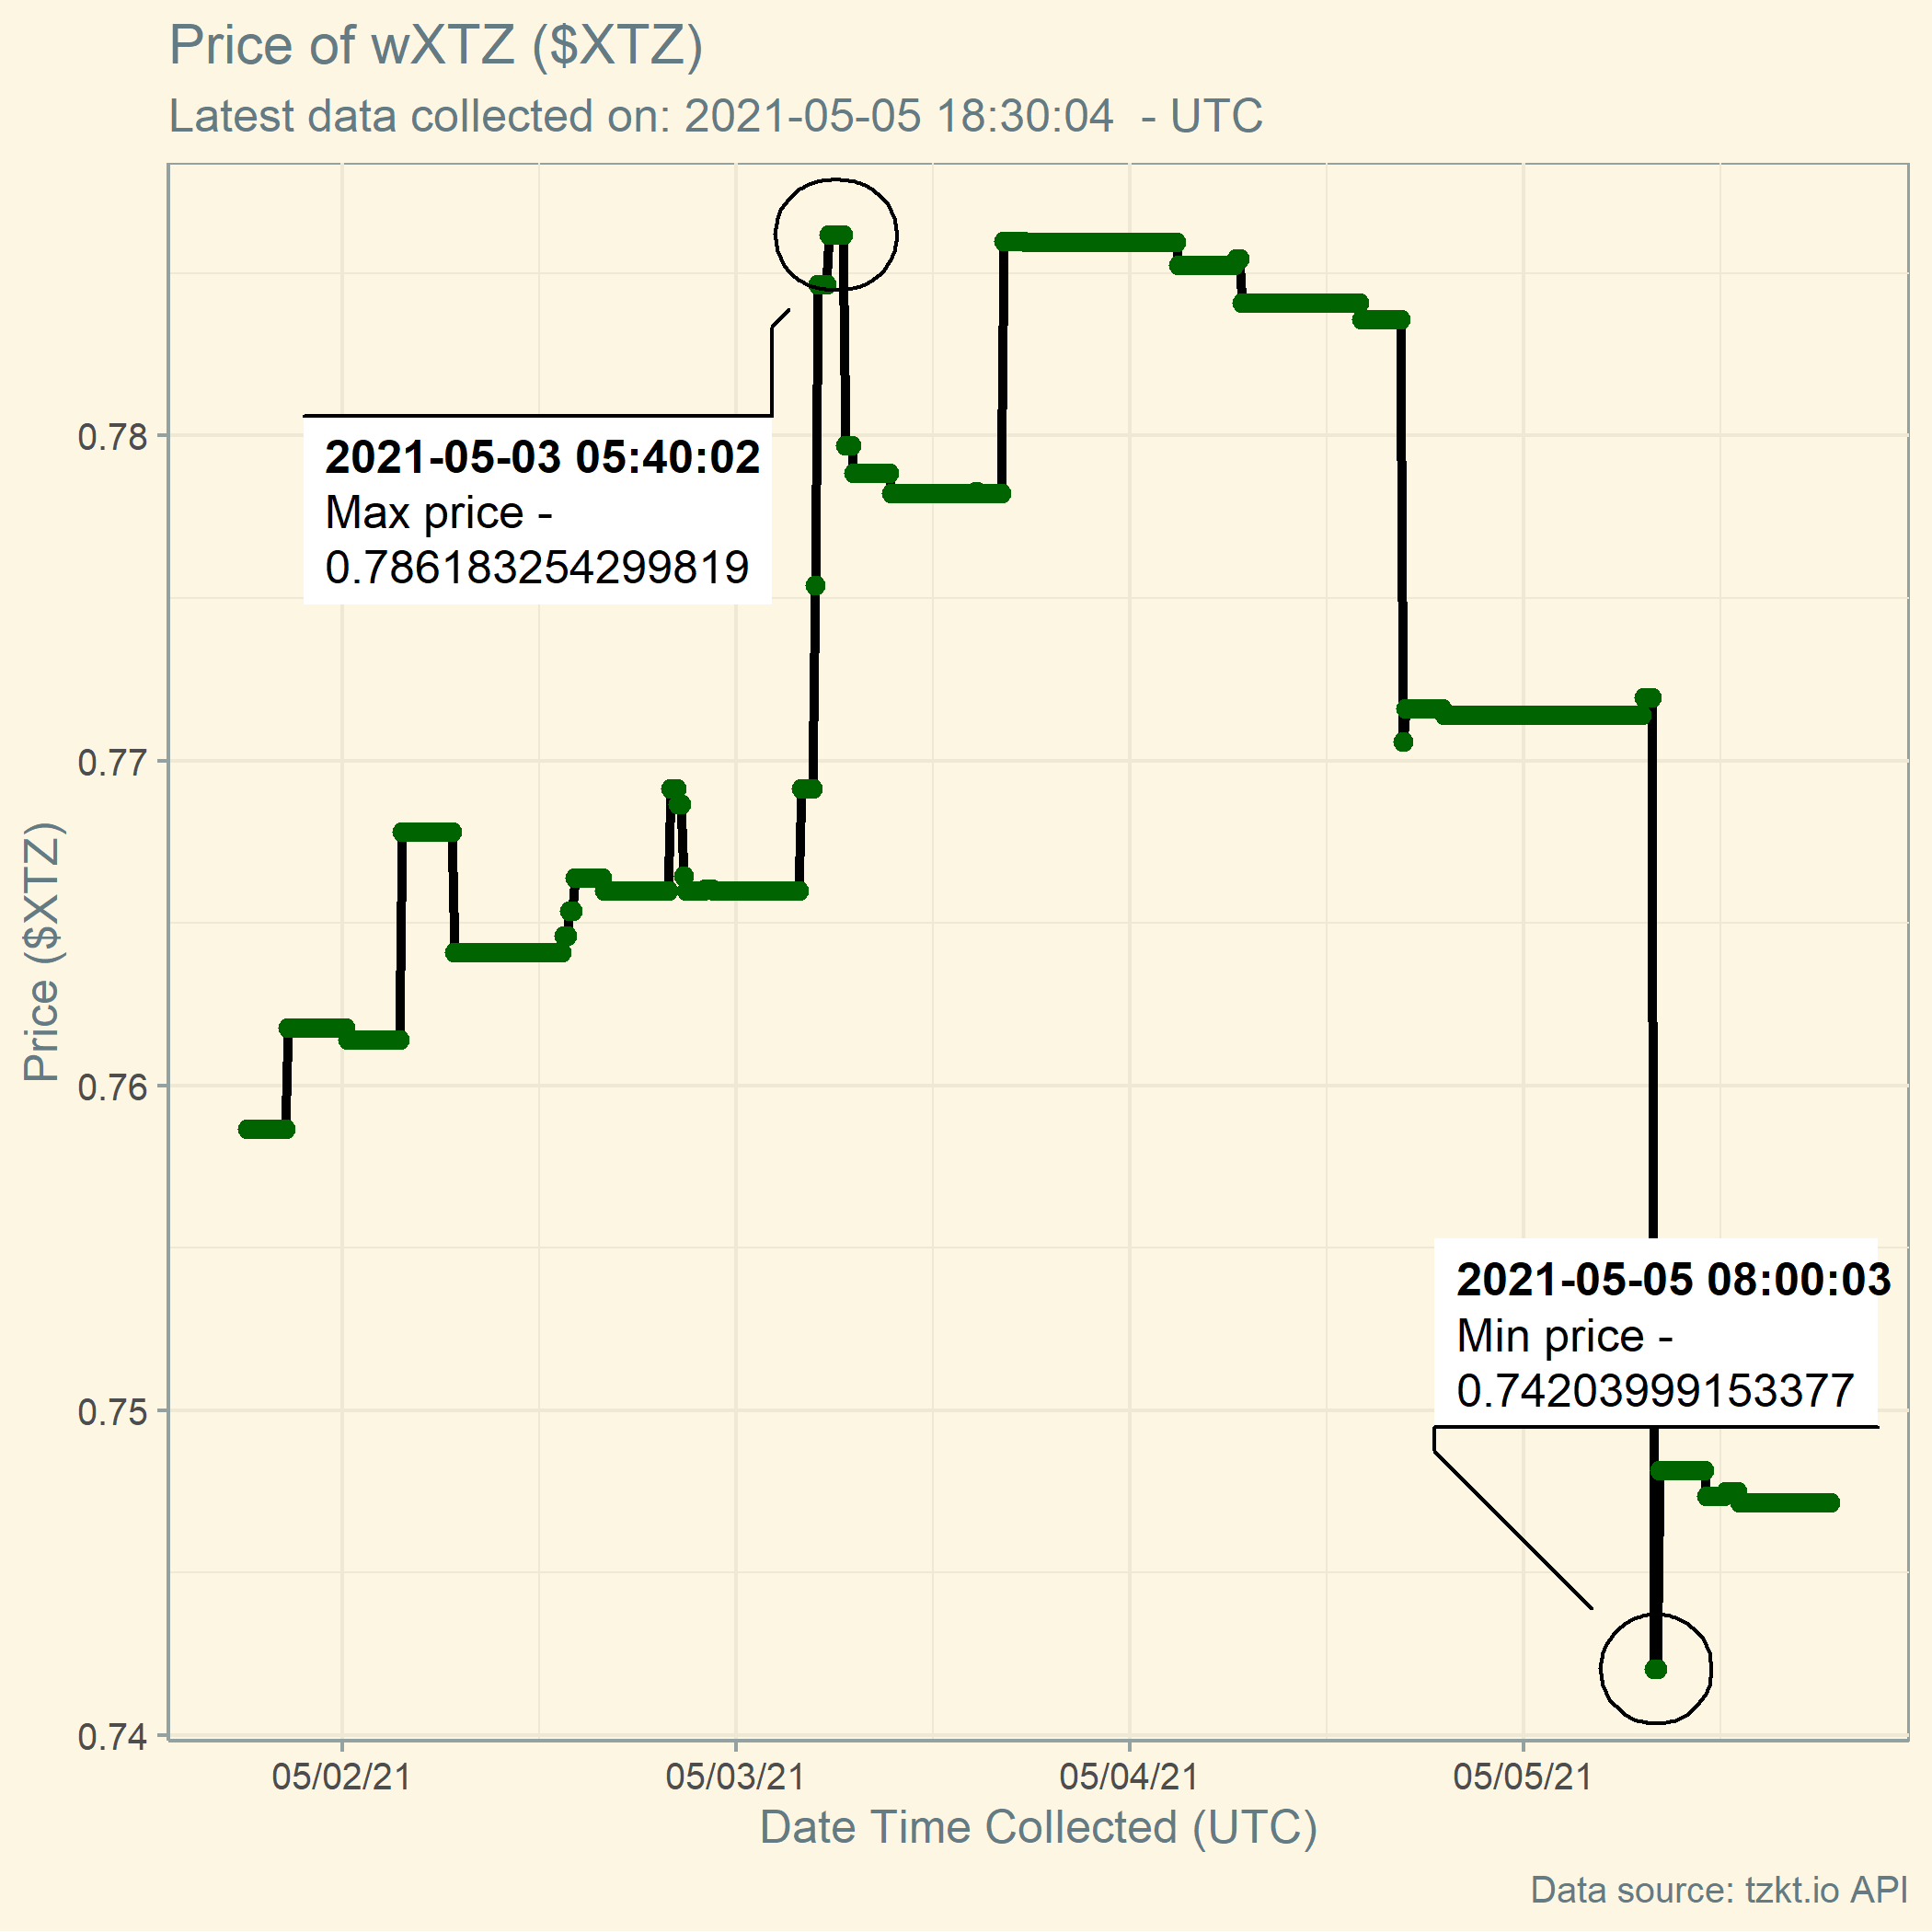 Price of wXTZ ($XTZ)
Latest data collected on: 2021-05-05 18:30:04  - UTC
Price ($XTZ)
0.78
0.77
0.76
0.75
0.74
2021-05-03 05:40:02
Max price -
0.786183254299819
2021-05-05 08:00:03
Min price -
0.742039999153377
05/02/21
05/03/21
05/04/21
05/05/21
Date Time Collected (UTC)
Data source: tzkt.io API